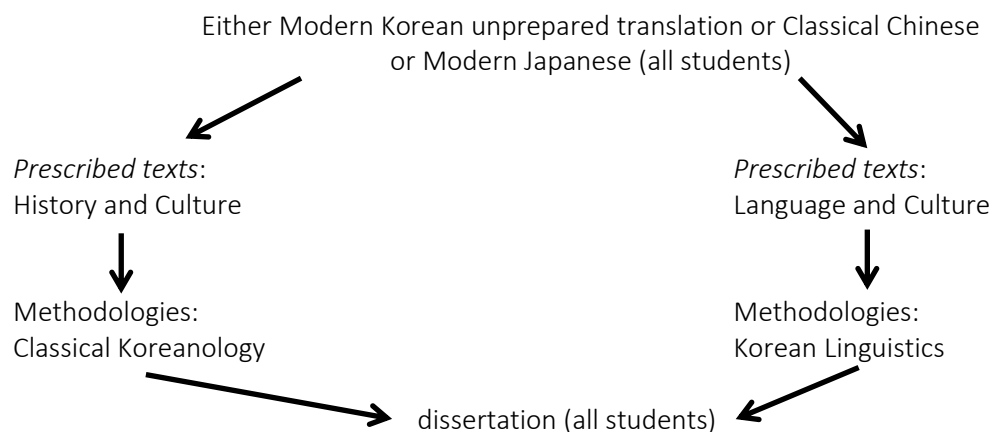 Either Modern Korean unprepared translation or Classical Chinese
or Modern Japanese (all students)
Prescribed texts:
History and Culture
Methodologies:
Classical Koreanology
Prescribed texts:
Language and Culture
Methodologies:
Korean Linguistics
dissertation (all students)